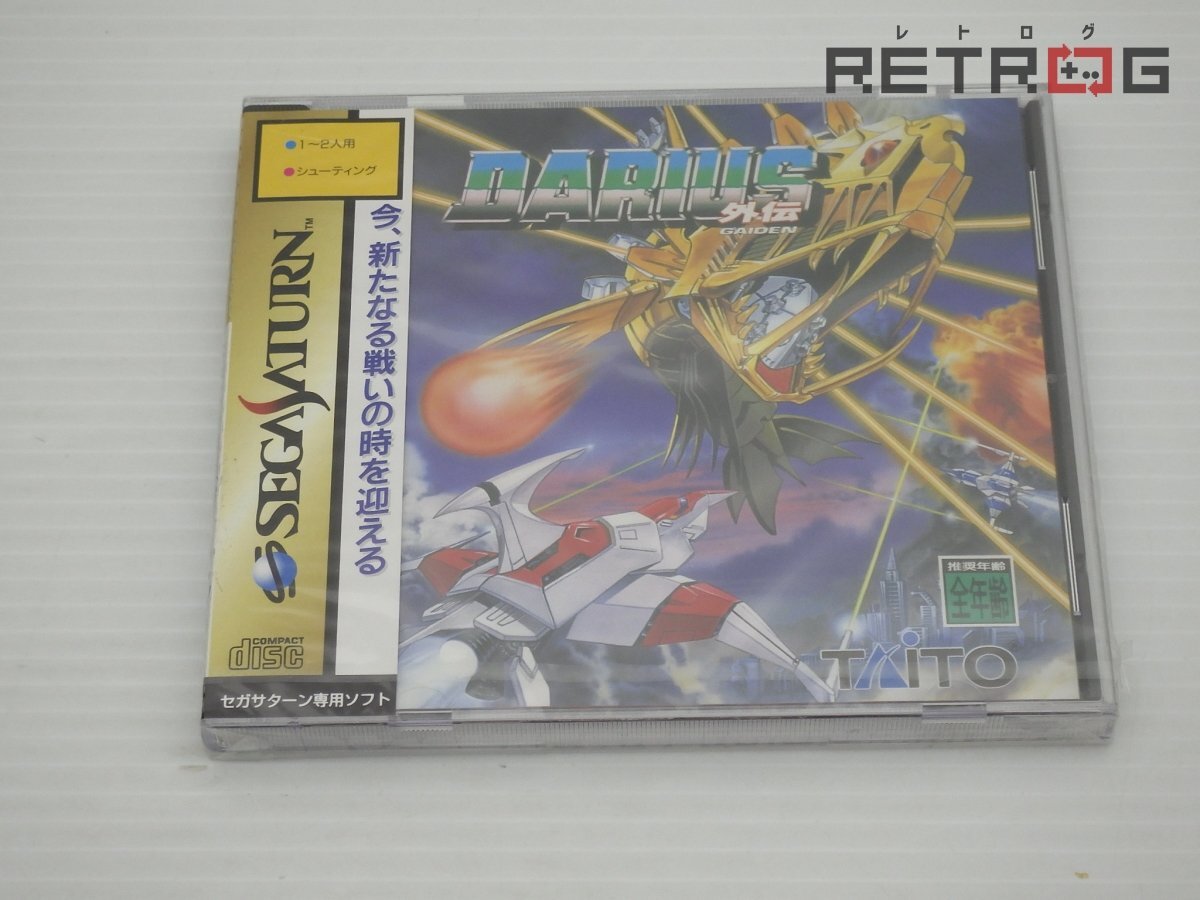 レトログ
RETROG
●1～2人用
●シューティング
SEGA SATURN™
今、新たなる戦いの時を迎える
DARIUS
外伝
GAIDEN
推奨年齢
全年齢
TAITO
COMPACT
disc
セガサターン専用ソフト